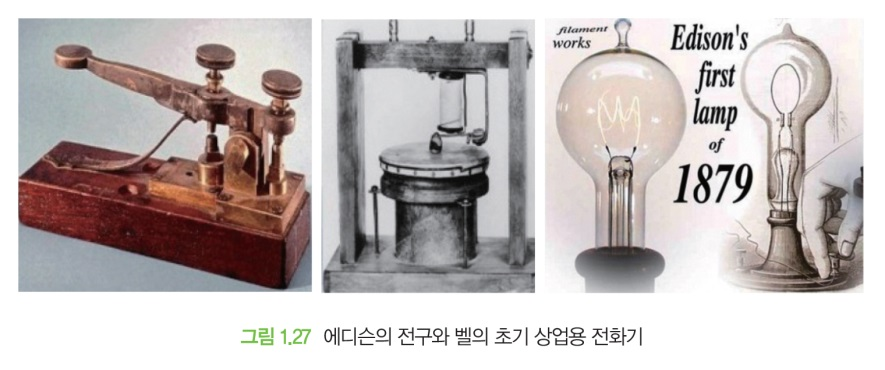 filament
works
Edison's
first
lamp
of
1879
그림 1.27 에디슨의 전구와 벨의 초기 상업용 전화기